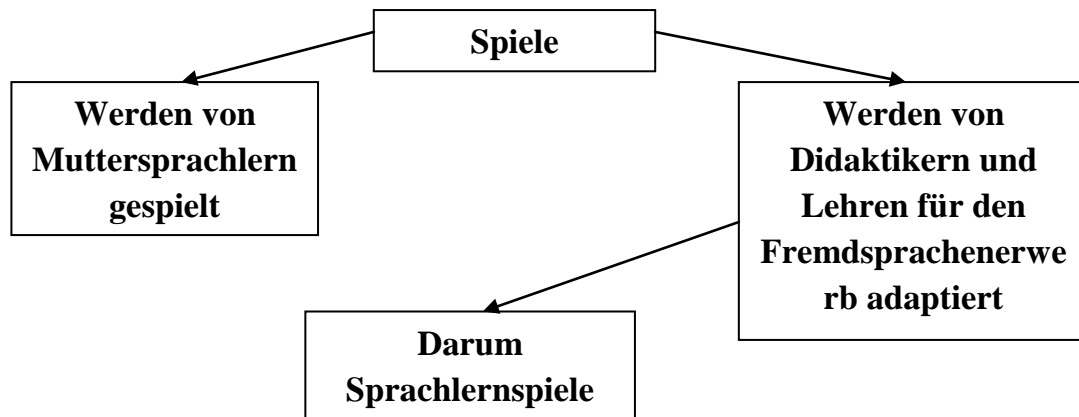 Spiele
Werden von
Muttersprachlern
gespielt
Werden von
Didaktikern und
Lehren für den
Fremdsprachenerwe
rb adaptiert
Darum
Sprachlernspiele